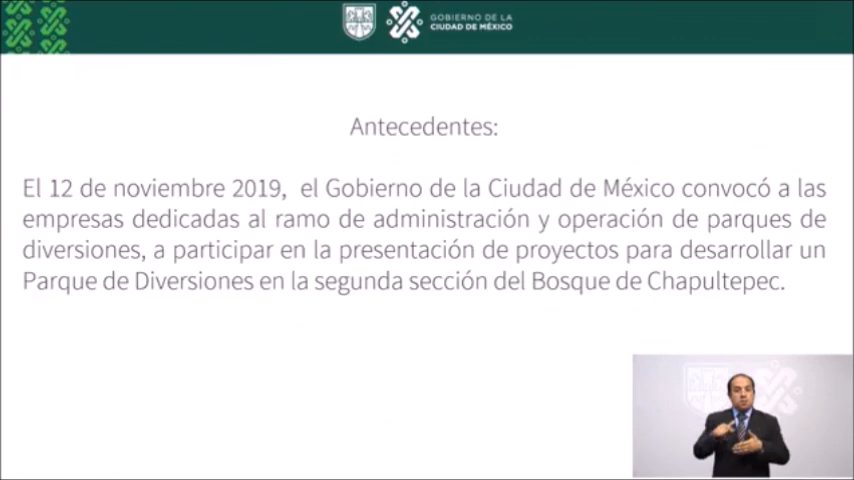 GOBIERNO DE LA
CIUDAD DE MÉXICO
Antecedentes:
El 12 de noviembre 2019, el Gobierno de la Ciudad de México convocó a las
empresas dedicadas al ramo de administración y operación de parques de
diversiones, a participar en la presentación de proyectos para desarrollar un
Parque de Diversiones en la segunda sección del Bosque de Chapultepec.